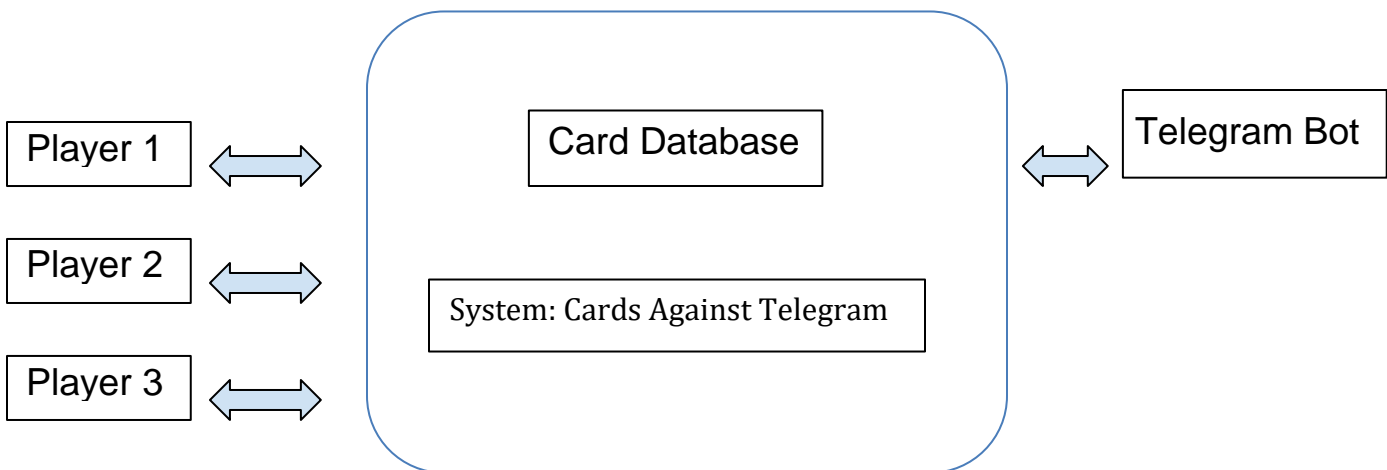 Player 1
Card Database
Telegram Bot
Player 2
System: Cards Against Telegram
Player 3